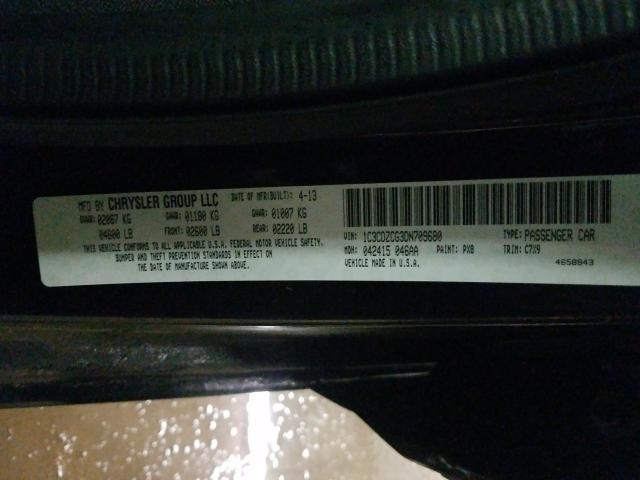 MFD BY CHRYSLER GROUP LLC DATE OF MFR(BUILT): 4-13
GVWR: 02087 KG GAWR: 01180 KG GAWR: 01007 KG
04600 LB FRONT: 02600 LB REAR: 02220 LB
THIS VEHICLE CONFORMS TO ALL APPLICABLE U.S.A. FEDERAL MOTOR VEHICLE SAFETY,
BUMPER AND THEFT PREVENTION STANDARDS IN EFFECT ON
THE DATE OF MANUFACTURE SHOWN ABOVE.
VIN: 1C3CDZCG3DN709680 TYPE: PASSENGER CAR
MDH: 042415 046AA PAINT: PX8 TRIM: C7X9
VEHICLE MADE IN U.S.A. 4658843